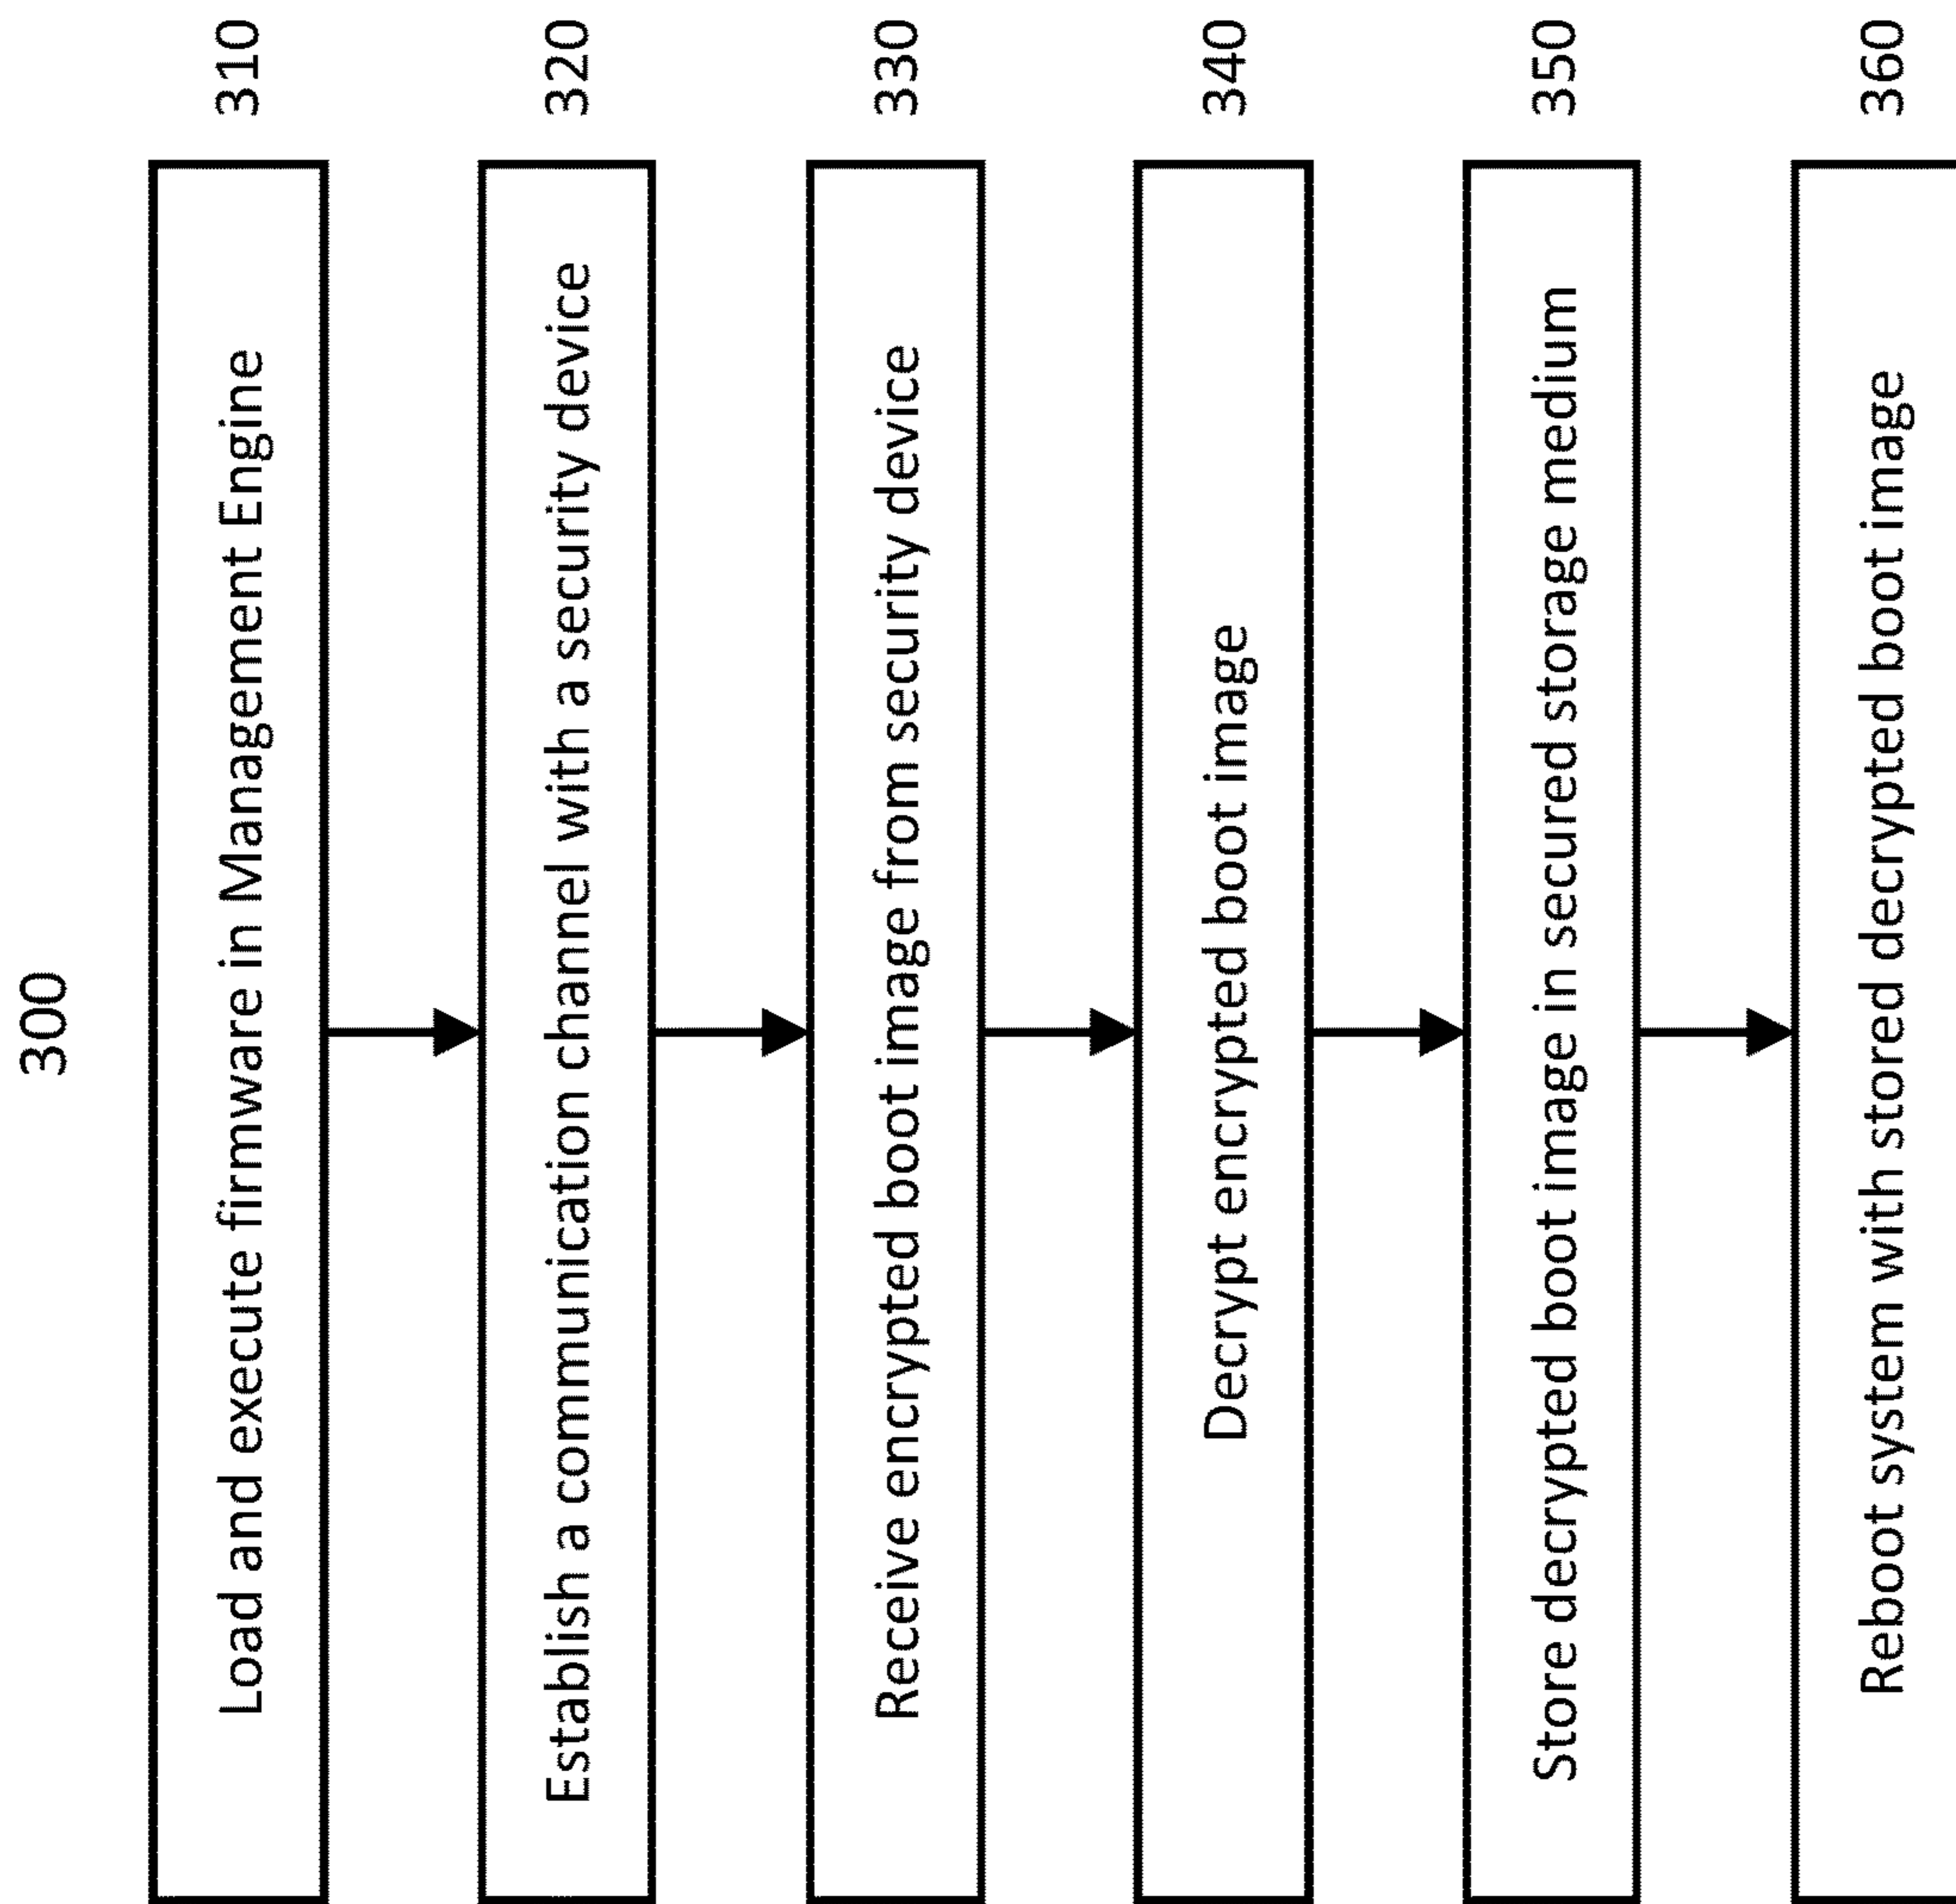 300
Load and execute firmware in Management Engine
310
Establish a communication channel with a security device
320
Receive encrypted boot image from security device
330
Decrypt encrypted boot image
340
Store decrypted boot image in secured storage medium
350
Reboot system with stored decrypted boot image
360